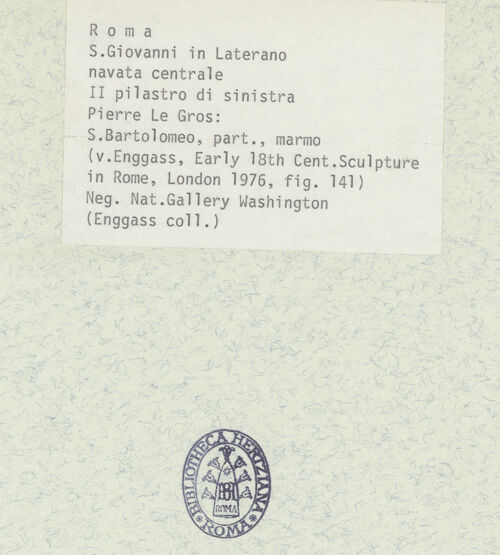 R o m a
S.Giovanni in Laterano
navata centrale
II pilastro di sinistra
Pierre Le Gros:
S.Bartolomeo, part., marmo
(v.Enggass, Early 18th Cent.Sculpture
in Rome, London 1976, fig. 141)
Neg. Nat.Gallery Washington
(Enggass coll.)
BIBLIOTHECA HERTZIANA
ROMA
* ROMA *